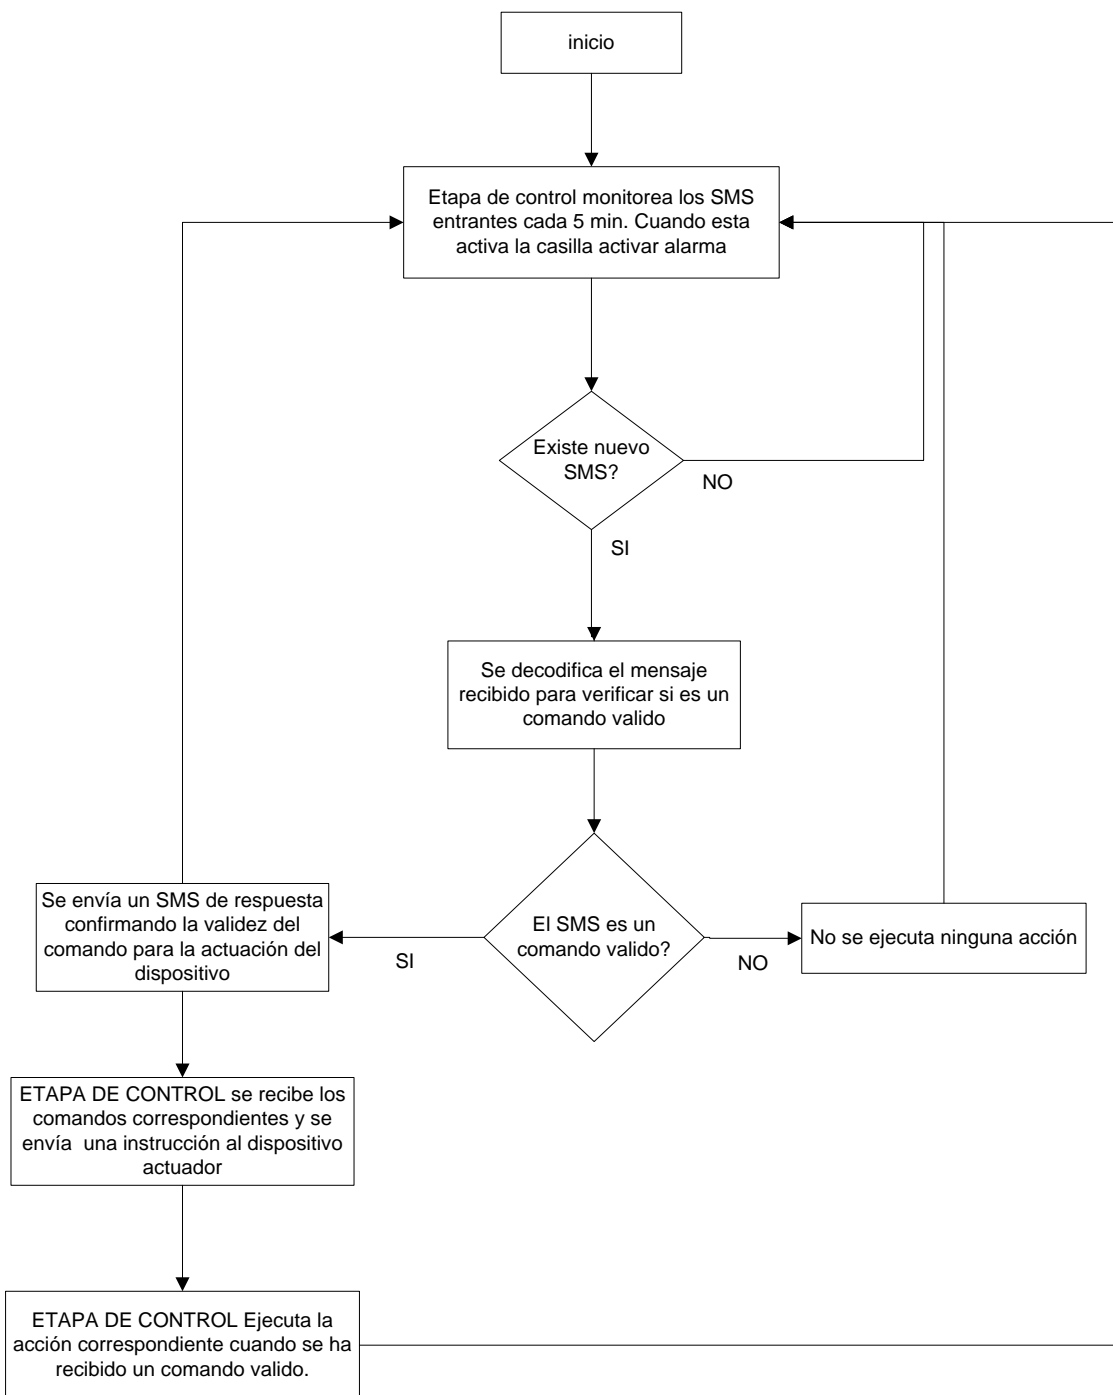 inicio
Etapa de control monitorea los SMS
entrantes cada 5 min. Cuando esta
activa la casilla activar alarma
Existe nuevo
SMS?
NO
SI
Se decodifica el mensaje
recibido para verificar si es un
comando valido
Se envía un SMS de respuesta
confirmando la validez del
comando para la actuación del
dispositivo
SI
El SMS es un
comando valido?
NO
No se ejecuta ninguna acción
ETAPA DE CONTROL se recibe los
comandos correspondientes y se
envía una instrucción al dispositivo
actuador
ETAPA DE CONTROL Ejecuta la
acción correspondiente cuando se ha
recibido un comando valido.